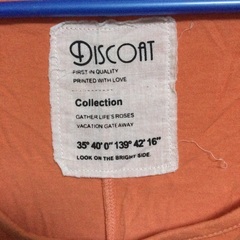 DISCOAT
FIRST IN QUALITY
PRINTED WITH LOVE
Collection
GATHER LIFE'S ROSES
VACATION GATEAWAY
35° 40' 0" 139° 42' 16"
LOOK ON THE BRIGHT SIDE.